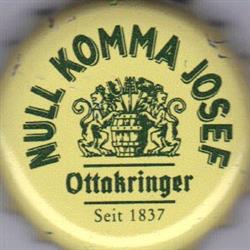 NULL KOMMA JOSEF
Ottakringer
Seit 1837